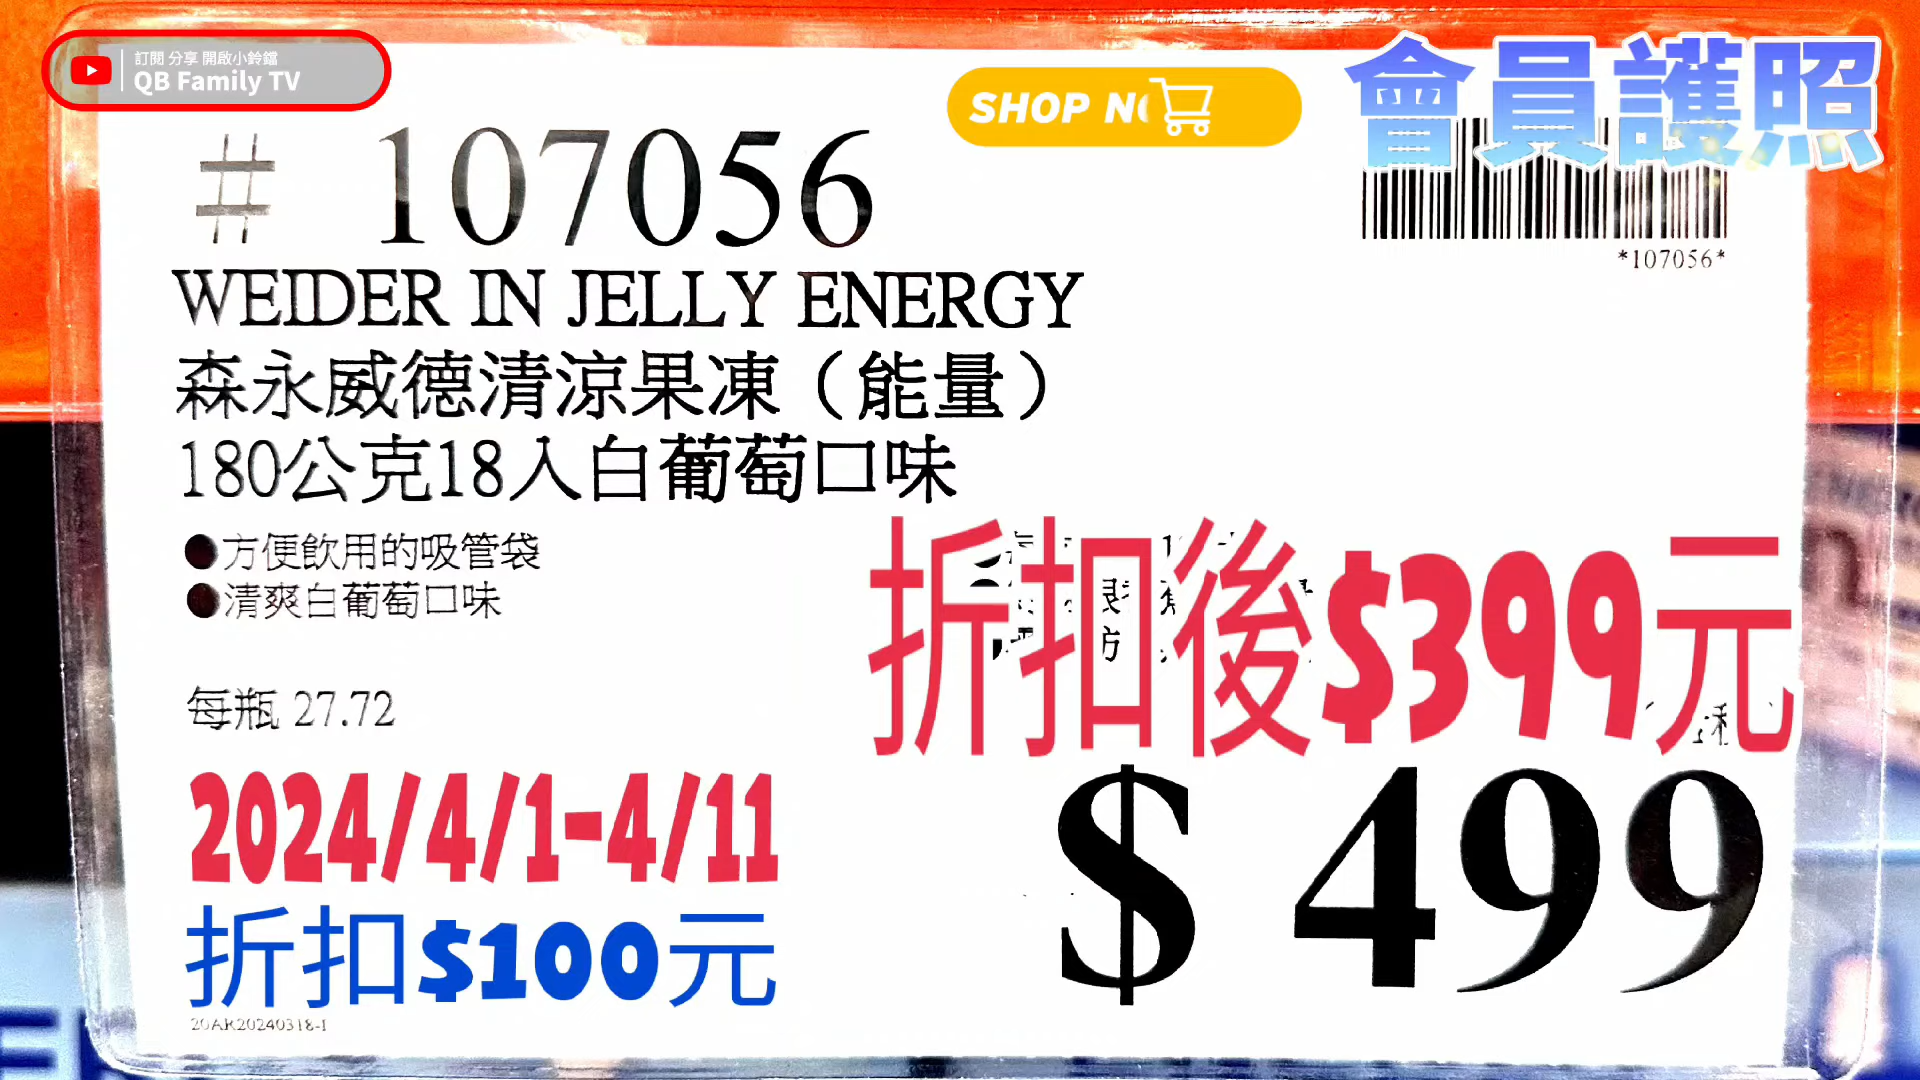 訂閱 分享 開啟小鈴鐺
QB Family TV
SHOP
會員護照
# 107056
*107056*
WEIDER IN JELLY ENERGY
森永威德清涼果凍（能量）
180公克18入白葡萄口味
●方便飲用的吸管袋
●清爽白葡萄口味
折扣後$399元
每瓶 27.72
2024/4/1-4/11
$ 499
折扣$100元
20AK20240318-1